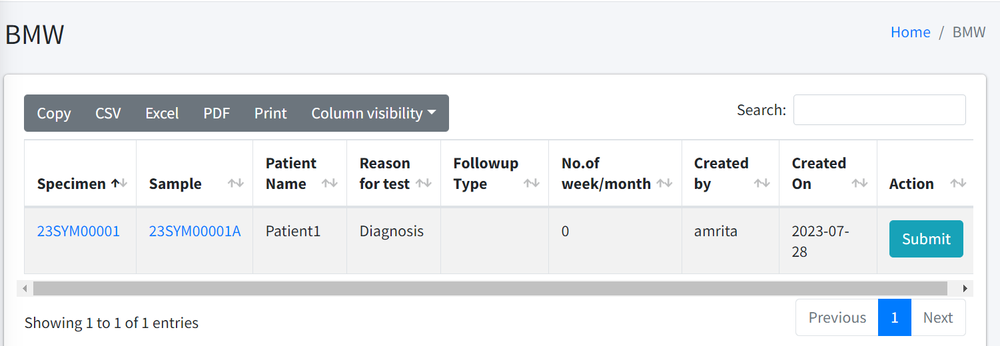 BMW
Home / BMW
Copy CSV Excel PDF Print Column visibility
Search:
Specimen Sample Patient Name Reason for test Followup Type No.of week/month Created by Created On Action
23SYM00001 23SYM00001A Patient1 Diagnosis 0 amrita 2023-07-28 Submit
Showing 1 to 1 of 1 entries
Previous 1 Next